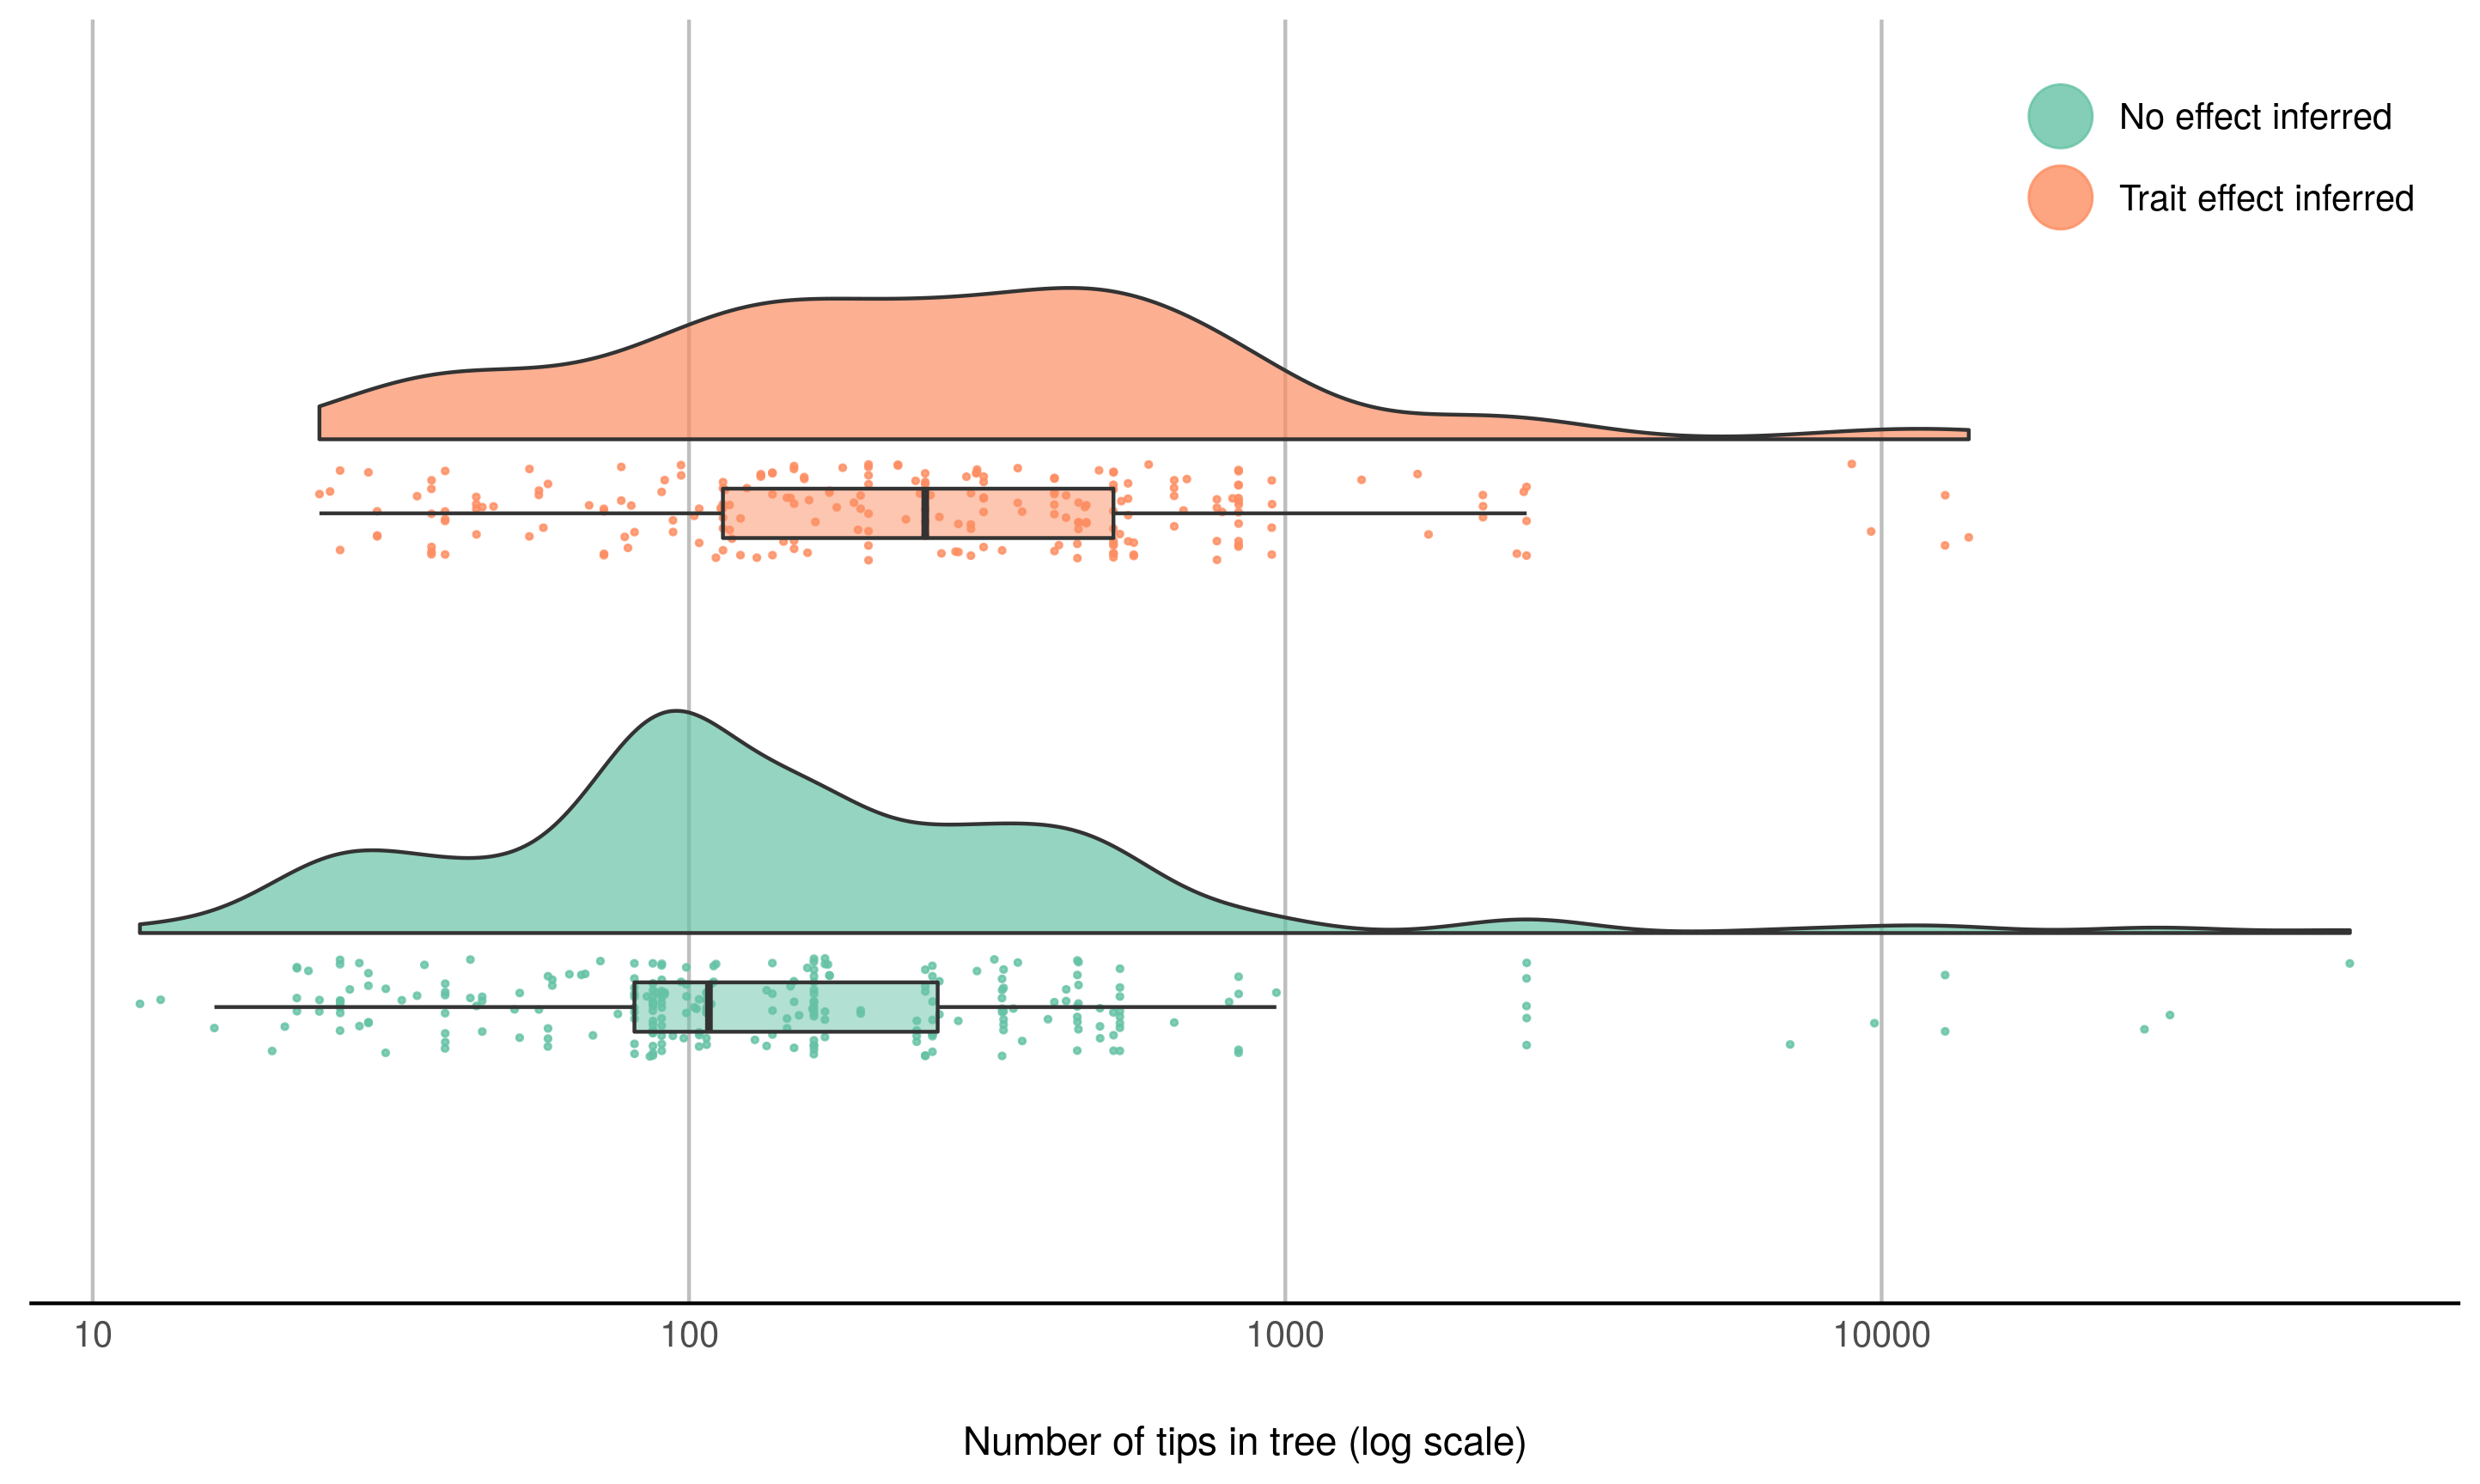 No effect inferred
Trait effect inferred
10 100 1000 10000
Number of tips in tree (log scale)